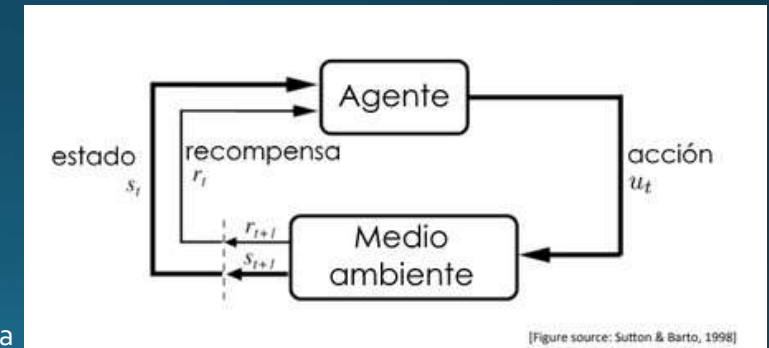 Agente
estado
s_t
recompensa
r_t
acción
u_t
r_{t+1}
s_{t+1}
Medio
ambiente
a
[Figure source: Sutton & Barto, 1998]